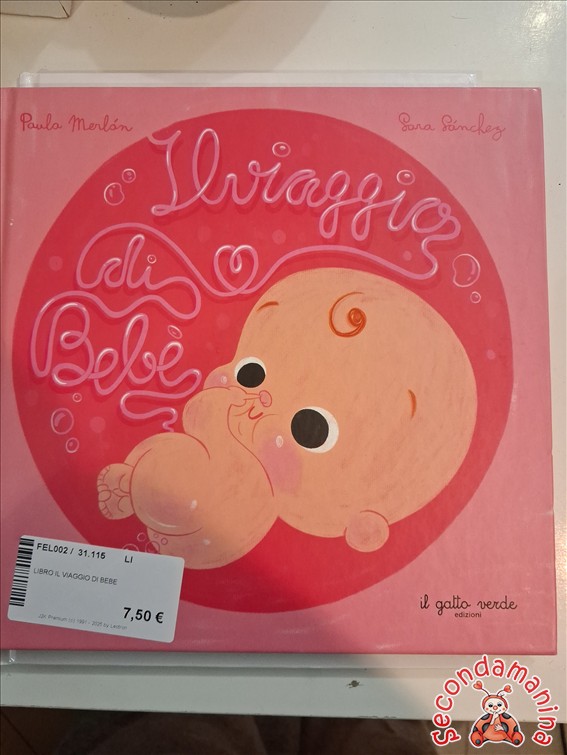 Paula Merlán
Sara Sánchez
Il viaggio
di
Bebè
FEL002 / 31.115 LI
LIBRO IL VIAGGIO DI BEBE
7,50 €
il gatto verde
edizioni
Secondamanina